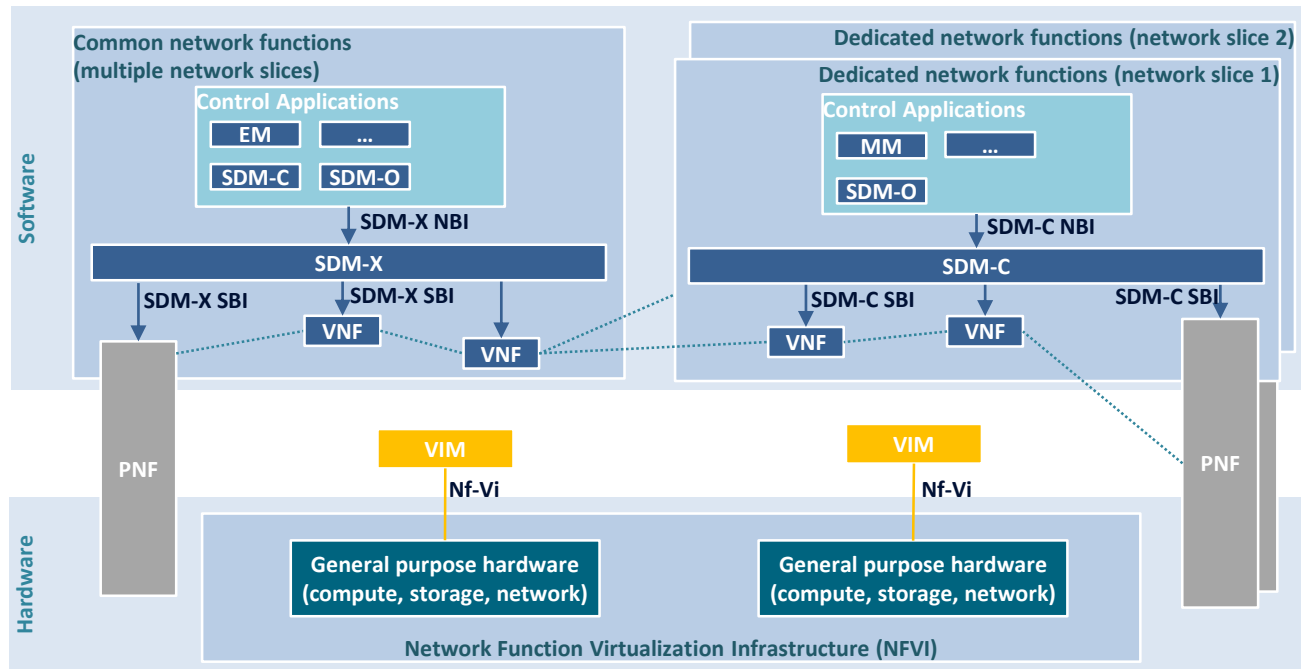 Software
Common network functions
(multiple network slices)
Control Applications
EM
...
SDM-C
SDM-O
SDM-X NBI
SDM-X
SDM-X SBI
SDM-X SBI
VNF
VNF
PNF
Dedicated network functions (network slice 2)
Dedicated network functions (network slice 1)
Control Applications
MM
...
SDM-O
SDM-C NBI
SDM-C
SDM-C SBI
SDM-C SBI
VNF
VNF
PNF
VIM
Nf-Vi
VIM
Nf-Vi
Hardware
General purpose hardware
(compute, storage, network)
General purpose hardware
(compute, storage, network)
Network Function Virtualization Infrastructure (NFVI)